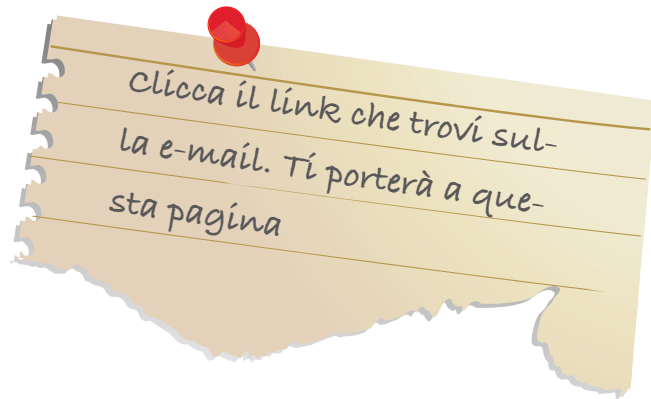 Clicca il link che trovi sul-
la e-mail. Ti porterà a que-
sta pagina